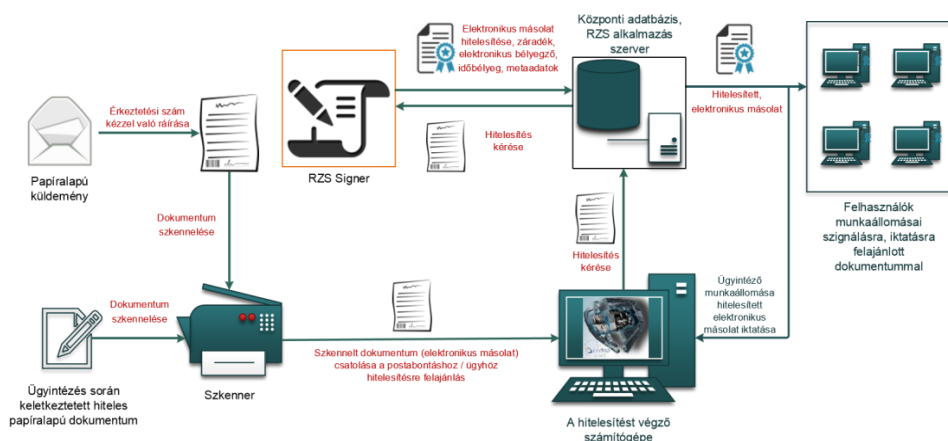 Elektronikus másolat
hitelesítése, záradék,
elektronikus bélyegző,
időbélyeg, metaadatok
Központi adatbázis,
RZS alkalmazás
szerver
Érkeztetési szám
kézzel való ráírása
Hitelesített,
elektronikus másolat
Hitelesítés
kérése
Papíralapú
küldemény
RZS Signer
Felhasználók
munkaállomásai
szignálásra, iktatásra
felajánlott
dokumentummal
Dokumentum
szkennelése
Hitelesítés
kérése
Ügyintéző
munkaállomása
hitelesített
elektronikus
másolat iktatása
Dokumentum
szkennelése
Szkennelt dokumentum (elektronikus másolat)
csatolása a postabontáshoz / ügyhöz
hitelesítésre felajánlás
Ügyintézés során
keletkeztetett hiteles
papíralapú dokumentum
Szkenner
A hitelesítést végző
számítógépe